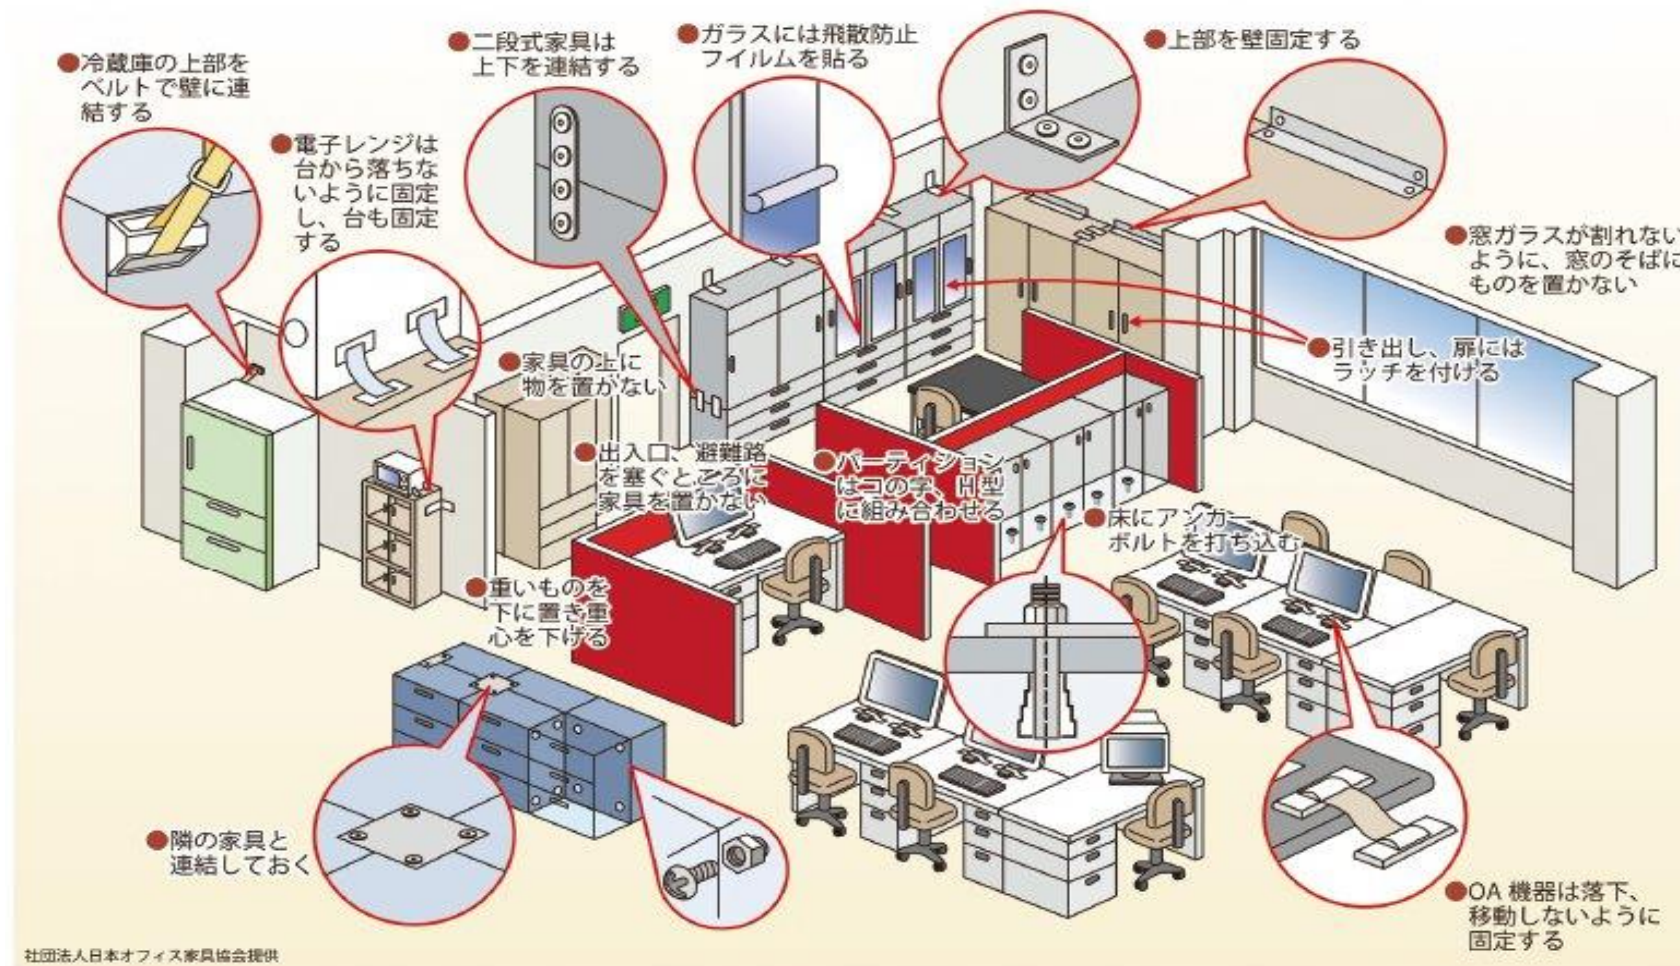 ●冷蔵庫の上部を
ベルトで壁に連
結する
●電子レンジは
台から落ちな
いように固定
し、台も固定
する
●二段式家具は
上下を連結する
●ガラスには飛散防止
フイルムを貼る
●上部を壁固定する
●窓ガラスが割れない
ように、窓のそばに
ものを置かない
●引き出し、扉には
ラッチを付ける
●家具の上に
物を置かない
●出入口、避難路
を塞ぐところに
家具を置かない
●パーティション
はコの字、H型
に組み合わせる
●床にアンカー
ボルトを打ち込む
●重いものを
下に置き重
心を下げる
●隣の家具と
連結しておく
●OA 機器は落下、
移動しないように
固定する
社団法人日本オフィス家具協会提供